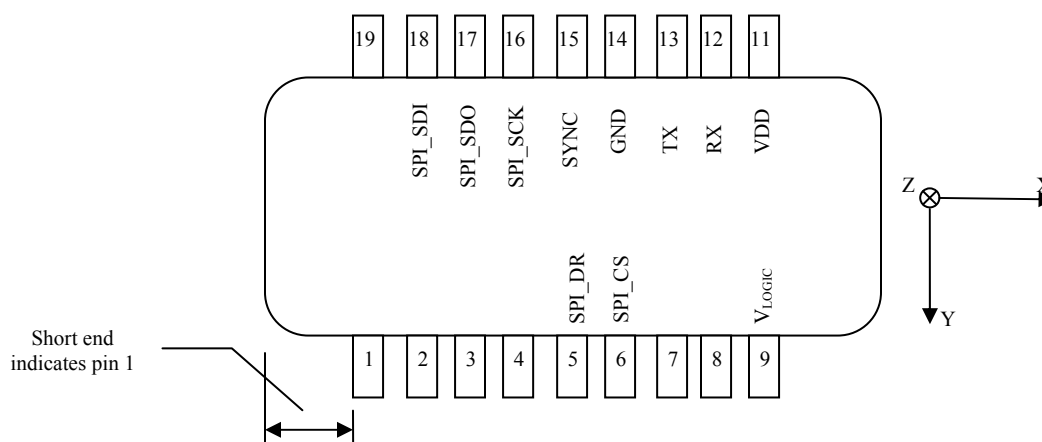 19 18 17 16 15 14 13 12 11
SPI_SDI SPI_SDO SPI_SCK SYNC GND TX RX VDD
Z X
Y
SPI_DR SPI_CS VLOGIC
1 2 3 4 5 6 7 8 9
Short end
indicates pin 1